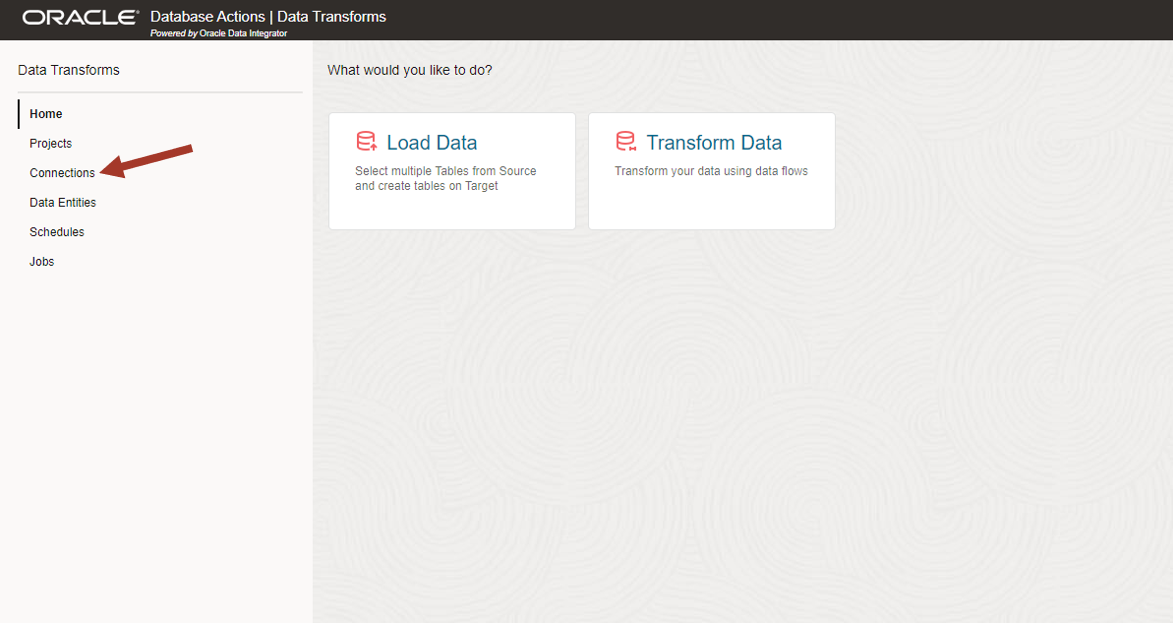 ORACLE Database Actions | Data Transforms
Powered by Oracle Data Integrator
Data Transforms
Home
Projects
Connections
Data Entities
Schedules
Jobs
What would you like to do?
Load Data
Select multiple Tables from Source
and create tables on Target
Transform Data
Transform your data using data flows